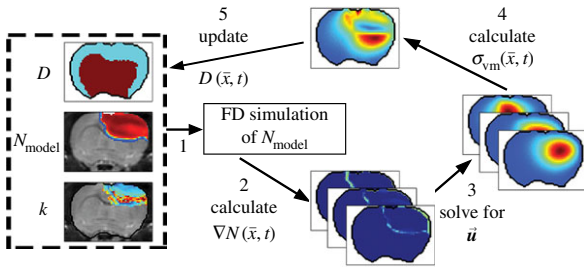 5
update
D (x̄, t)
4
calculate
σvm(x̄, t)
D
Nmodel
k
1
FD simulation
of Nmodel
2
calculate
∇N(x̄, t)
3
solve for
u⃗